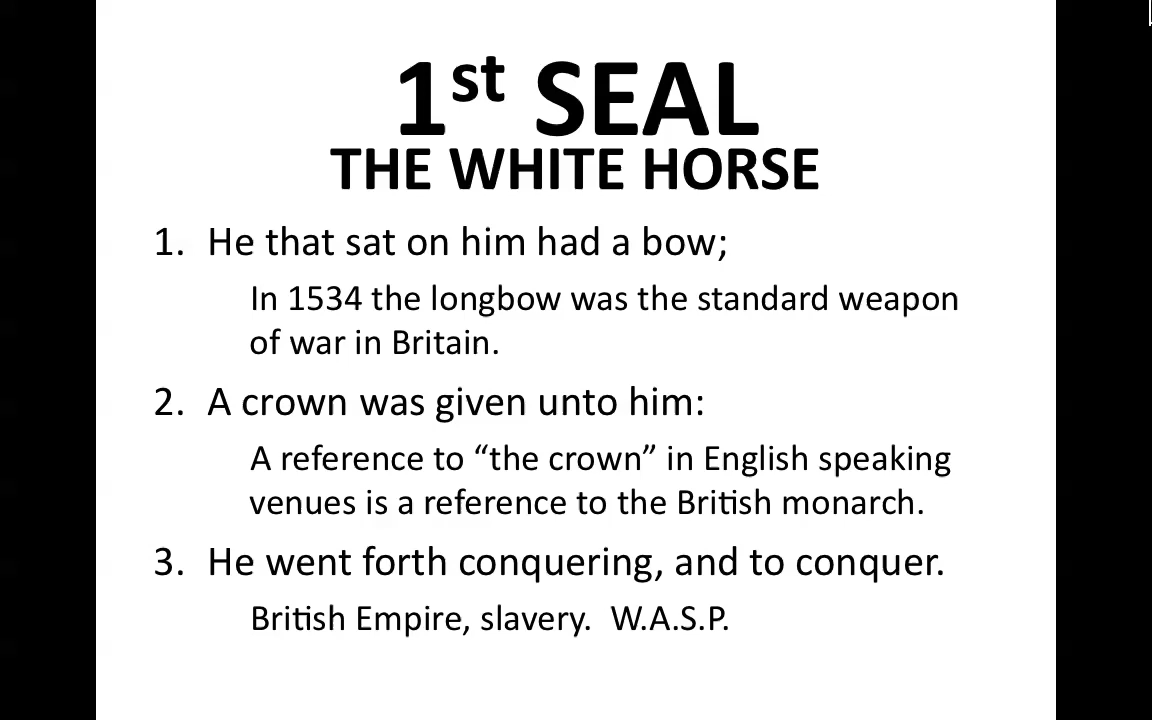 1st SEAL
THE WHITE HORSE
1. He that sat on him had a bow;
In 1534 the longbow was the standard weapon
of war in Britain.
2. A crown was given unto him:
A reference to “the crown” in English speaking
venues is a reference to the British monarch.
3. He went forth conquering, and to conquer.
British Empire, slavery.  W.A.S.P.